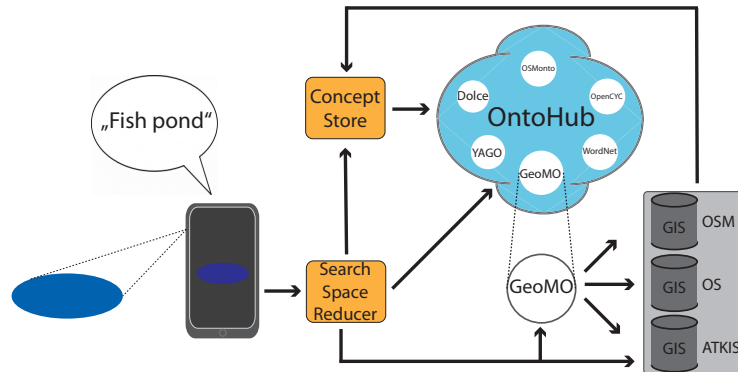 „Fish pond“
Concept
Store
OSMonto
Dolce
OpenCYC
OntoHub
YAGO
WordNet
GeoMO
Search
Space
Reducer
GeoMO
GIS
OSM
GIS
OS
GIS
ATKIS